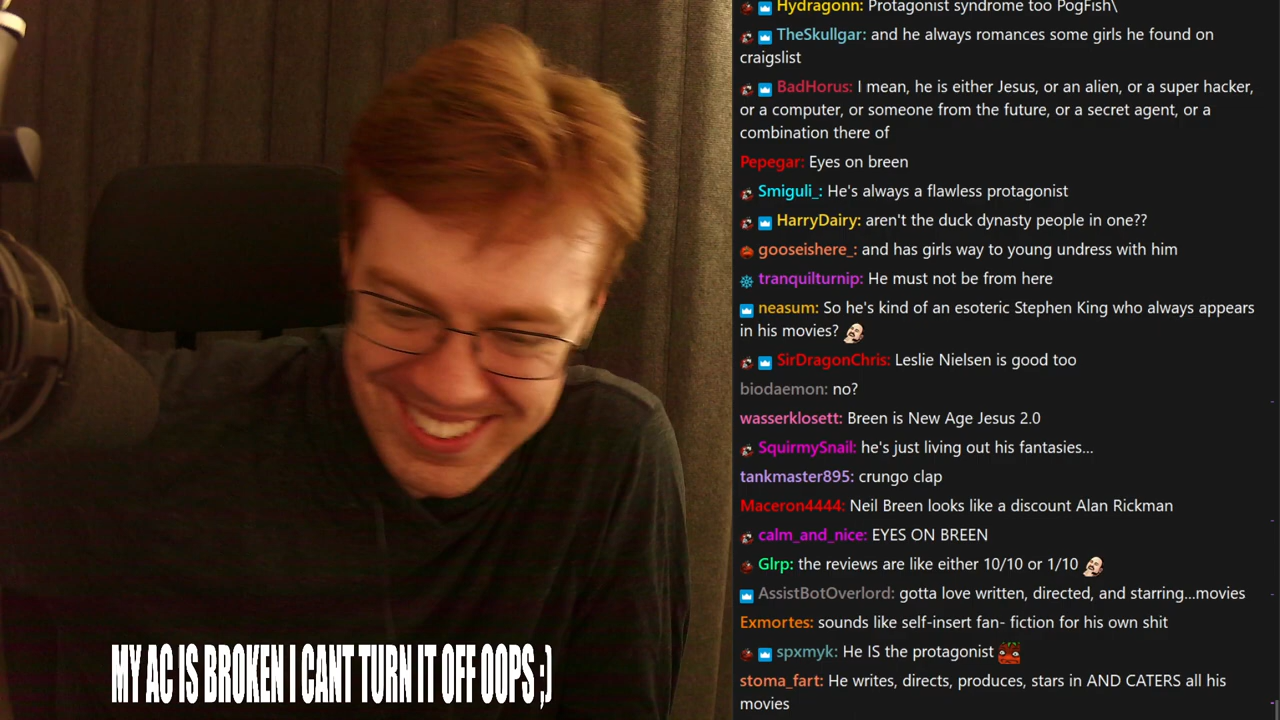 Hydragonn: Protagonist syndrome too PogFish\
TheSkullgar: and he always romances some girls he found on
craigslist
BadHorus: I mean, he is either Jesus, or an alien, or a super hacker,
or a computer, or someone from the future, or a secret agent, or a
combination there of
Pepegar: Eyes on breen
Smiguli_: He's always a flawless protagonist
HarryDairy: aren't the duck dynasty people in one??
gooseishere_: and has girls way to young undress with him
tranquilturnip: He must not be from here
neasum: So he's kind of an esoteric Stephen King who always appears
in his movies?
SirDragonChris: Leslie Nielsen is good too
biodaemon: no?
wasserklosett: Breen is New Age Jesus 2.0
SquirmySnail: he's just living out his fantasies...
tankmaster895: crungo clap
Maceron4444: Neil Breen looks like a discount Alan Rickman
calm_and_nice: EYES ON BREEN
Glrp: the reviews are like either 10/10 or 1/10
AssistBotOverlord: gotta love written, directed, and starring...movies
Exmortes: sounds like self-insert fan- fiction for his own shit
spxmyk: He IS the protagonist
stoma_fart: He writes, directs, produces, stars in AND CATERS all his
movies
MY AC IS BROKEN I CANT TURN IT OFF OOPS ;)